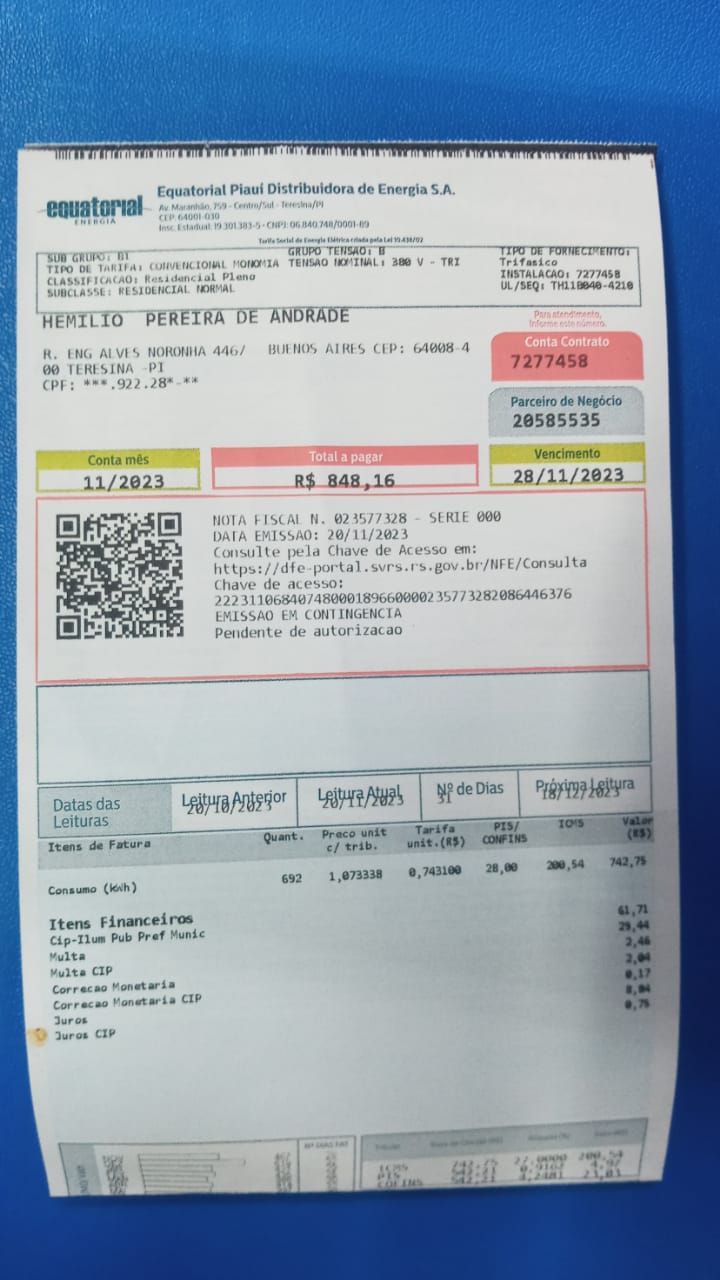 equatorial
ENERGIA
Equatorial Piauí Distribuidora de Energia S.A.
Av. Maranhão, 759 - Centro/Sul - Teresina/PI
CEP: 64001-010
Insc. Estadual: 19.301.383-5 - CNPJ: 06.840.748/0001-89
Tarifa Social de Energia Elétrica criada pela Lei 10.438/02
SUB GRUPO: B1 GRUPO TENSAO: B TIPO DE FORNECIMENTO:
TIPO DE TARIFA: CONVENCIONAL MONOMIA TENSAO NOMINAL: 380 V - TRI Trifasico
CLASSIFICACAO: Residencial Pleno INSTALACAO: 7277458
SUBCLASSE: RESIDENCIAL NORMAL UL/SEQ: TH118040-4210
HEMILIO PEREIRA DE ANDRADE
R. ENG ALVES NORONHA 446/ BUENOS AIRES CEP: 64008-4
00 TERESINA -PI
CPF: ***.922.28*-**
Para atendimento,
Informe este número.
Conta Contrato
7277458
Parceiro de Negócio
20585535
Conta mês Total a pagar Vencimento
11/2023 R$ 848,16 28/11/2023
NOTA FISCAL N. 023577328 - SERIE 000
DATA EMISSAO: 20/11/2023
Consulte pela Chave de Acesso em:
https://dfe-portal.svrs.rs.gov.br/NFE/Consulta
Chave de acesso:
22231106840748000189660000235773282086446376
EMISSAO EM CONTINGENCIA
Pendente de autorizacao
Datas das Leituras Leitura Anterior Leitura Atual Nº de Dias Próxima Leitura
20/10/2023 20/11/2023 31 18/12/2023
Itens de Fatura Quant. Preco unit c/ trib. Tarifa unit.(R$) PIS/ CONFINS ICMS Valor (R$)
Consumo (kWh) 692 1,073338 0,743100 28,00 200,54 742,75
Itens Financeiros
Cip-Ilum Pub Pref Munic 61,71
Multa 29,44
Multa CIP 2,46
Correcao Monetaria 2,04
Correcao Monetaria CIP 0,17
Juros 8,84
Juros CIP 0,75
Nº DIAS FAT
ICMS 742,75 27,0000 200,54
PIS 542,21
COFINS 542,21